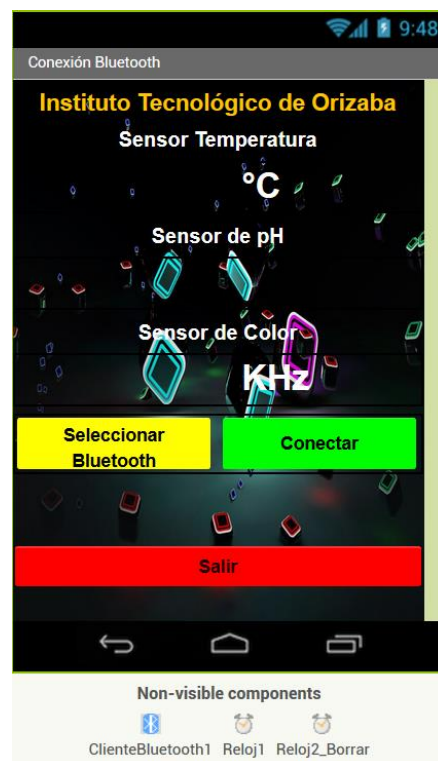 9:48
Conexión Bluetooth
Instituto Tecnológico de Orizaba
Sensor Temperatura
°C
Sensor de pH
Sensor de Color
KHz
Seleccionar
Bluetooth
Conectar
Salir
Non-visible components
ClienteBluetooth1 Reloj1 Reloj2_Borrar